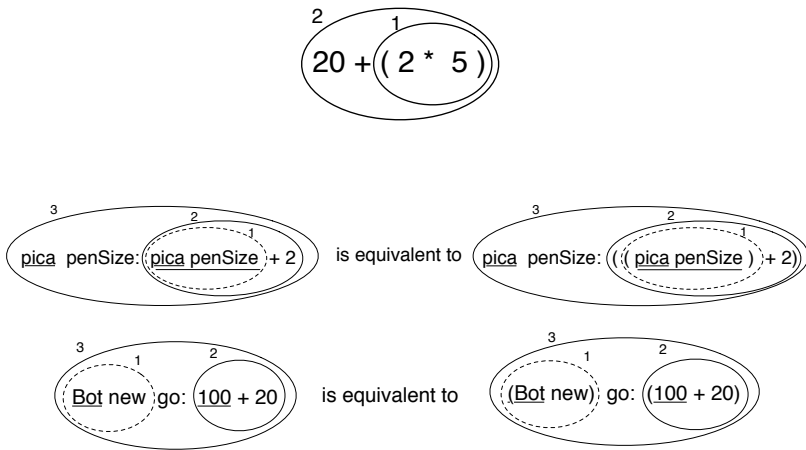 2 1
20 + ( 2 * 5 )
3 2 1 3 2 1
pica penSize: pica penSize + 2 is equivalent to pica penSize: ( ( pica penSize ) + 2)
3 1 2 3 1 2
Bot new go: 100 + 20 is equivalent to (Bot new) go: (100 + 20)